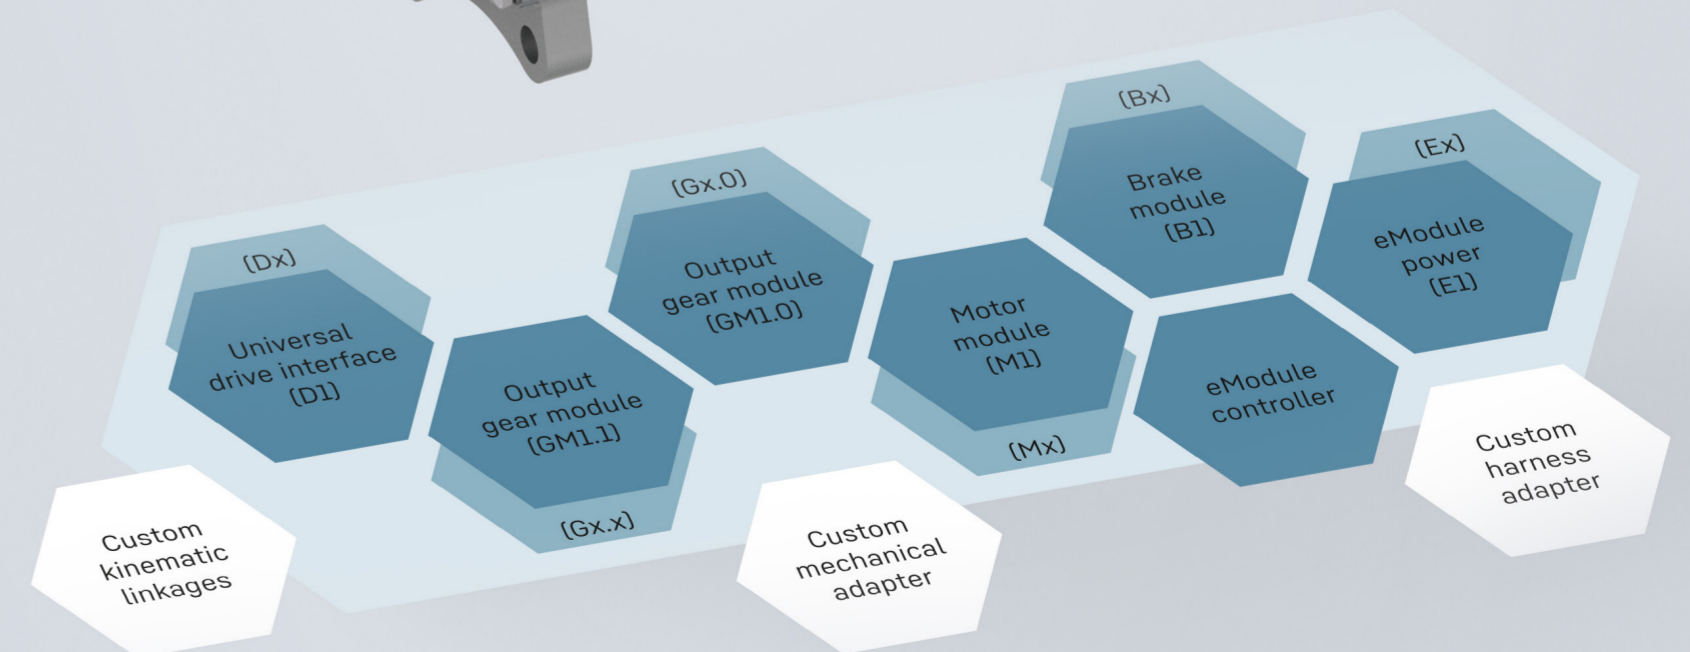 (Dx)
Universal
drive interface
(D1)
Output
gear module
(GM1.1)
(Gx.x)
(Gx.0)
Output
gear module
(GM1.0)
Motor
module
(M1)
(Mx)
(Bx)
Brake
module
(B1)
(Ex)
eModule
power
(E1)
eModule
controller
Custom
kinematic
linkages
Custom
mechanical
adapter
Custom
harness
adapter